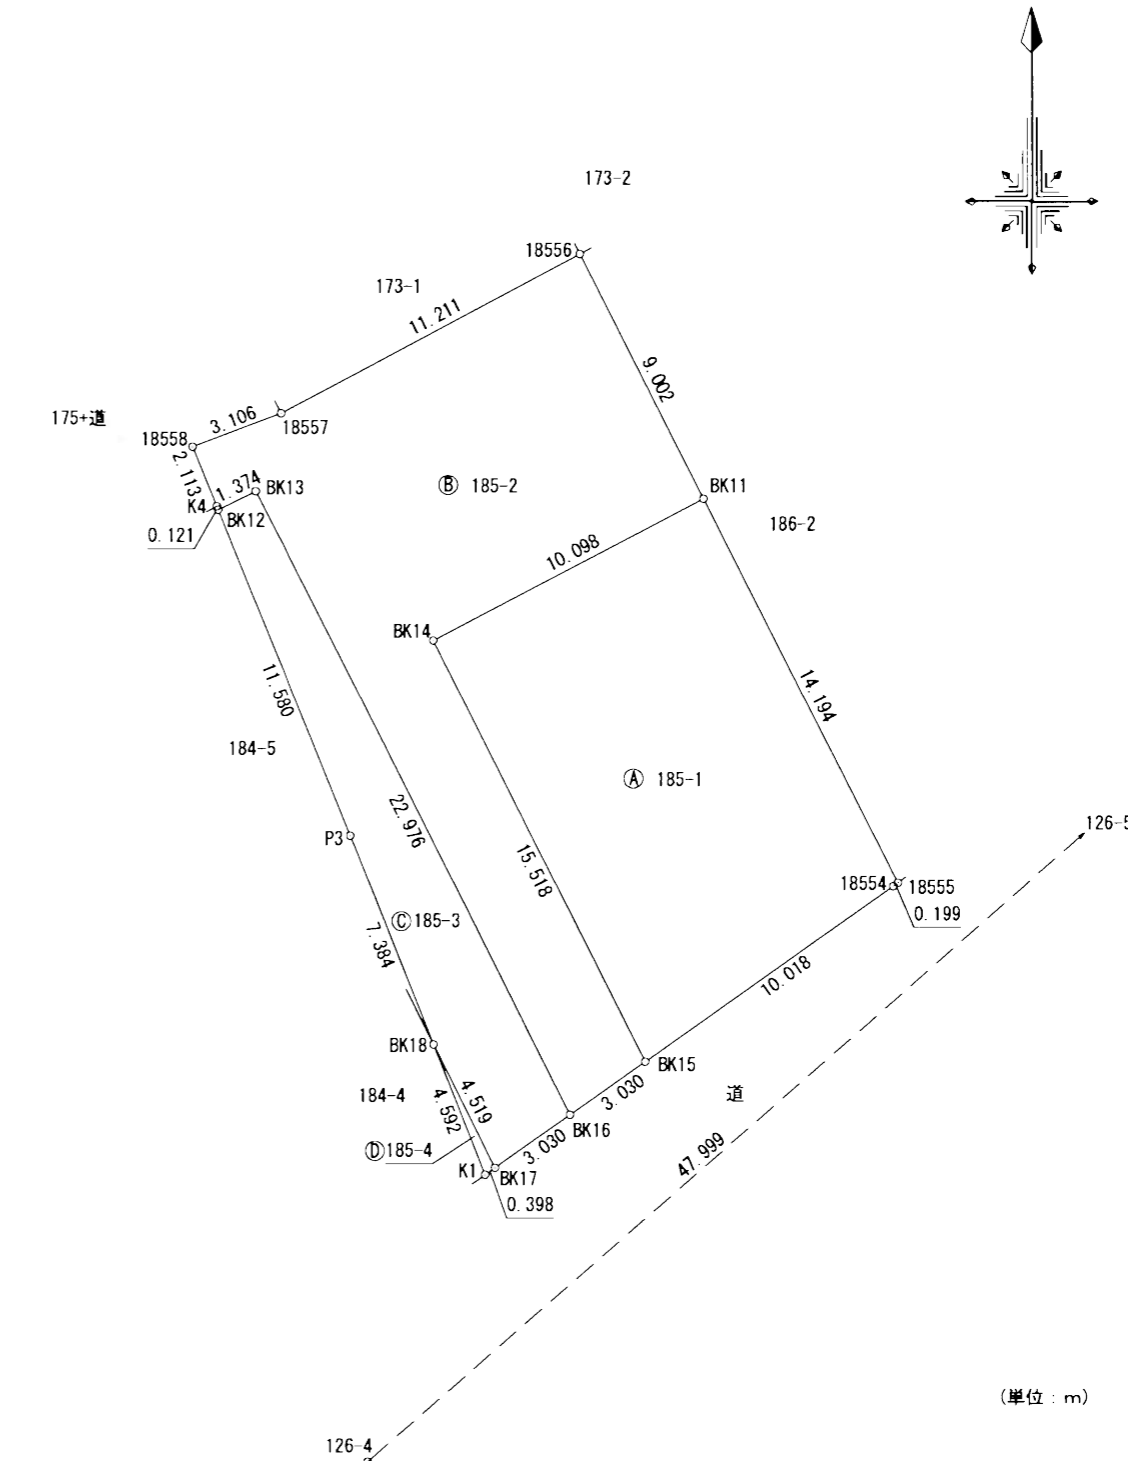 173-2
18556
173-1
11.211
9.002
175+道
3.106
18557
18558
2.113
1.374
BK13
Ⓑ 185-2
BK11
K4
BK12
0.121
186-2
10.098
BK14
11.580
14.194
184-5
Ⓐ 185-1
22.976
126-5
P3
15.518
18554
18555
0.199
Ⓒ185-3
7.384
10.018
BK18
BK15
184-4
4.592
4.519
3.030
道
BK16
Ⓓ185-4
3.030
47.999
K1
BK17
0.398
(単位 : m)
126-4